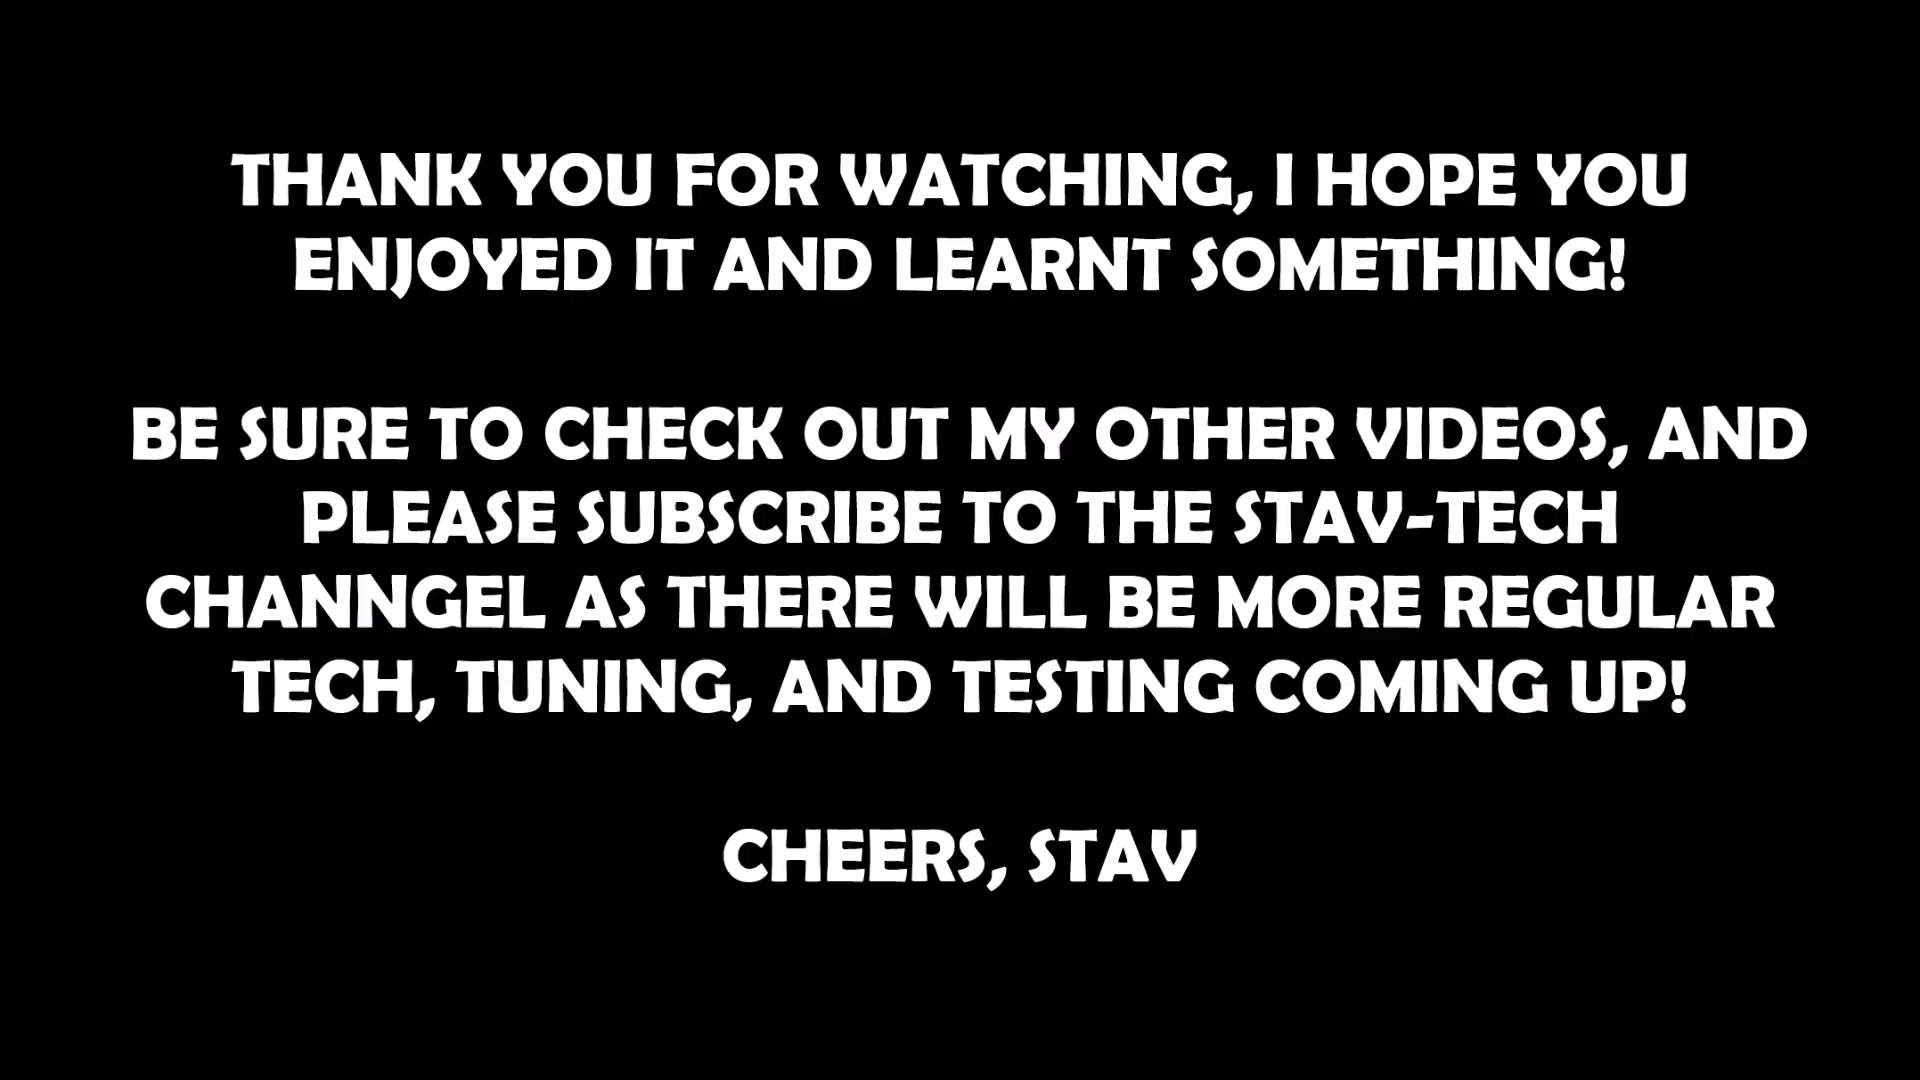 THANK YOU FOR WATCHING, I HOPE YOU
ENJOYED IT AND LEARNT SOMETHING!
BE SURE TO CHECK OUT MY OTHER VIDEOS, AND
PLEASE SUBSCRIBE TO THE STAV-TECH
CHANNGEL AS THERE WILL BE MORE REGULAR
TECH, TUNING, AND TESTING COMING UP!
CHEERS, STAV